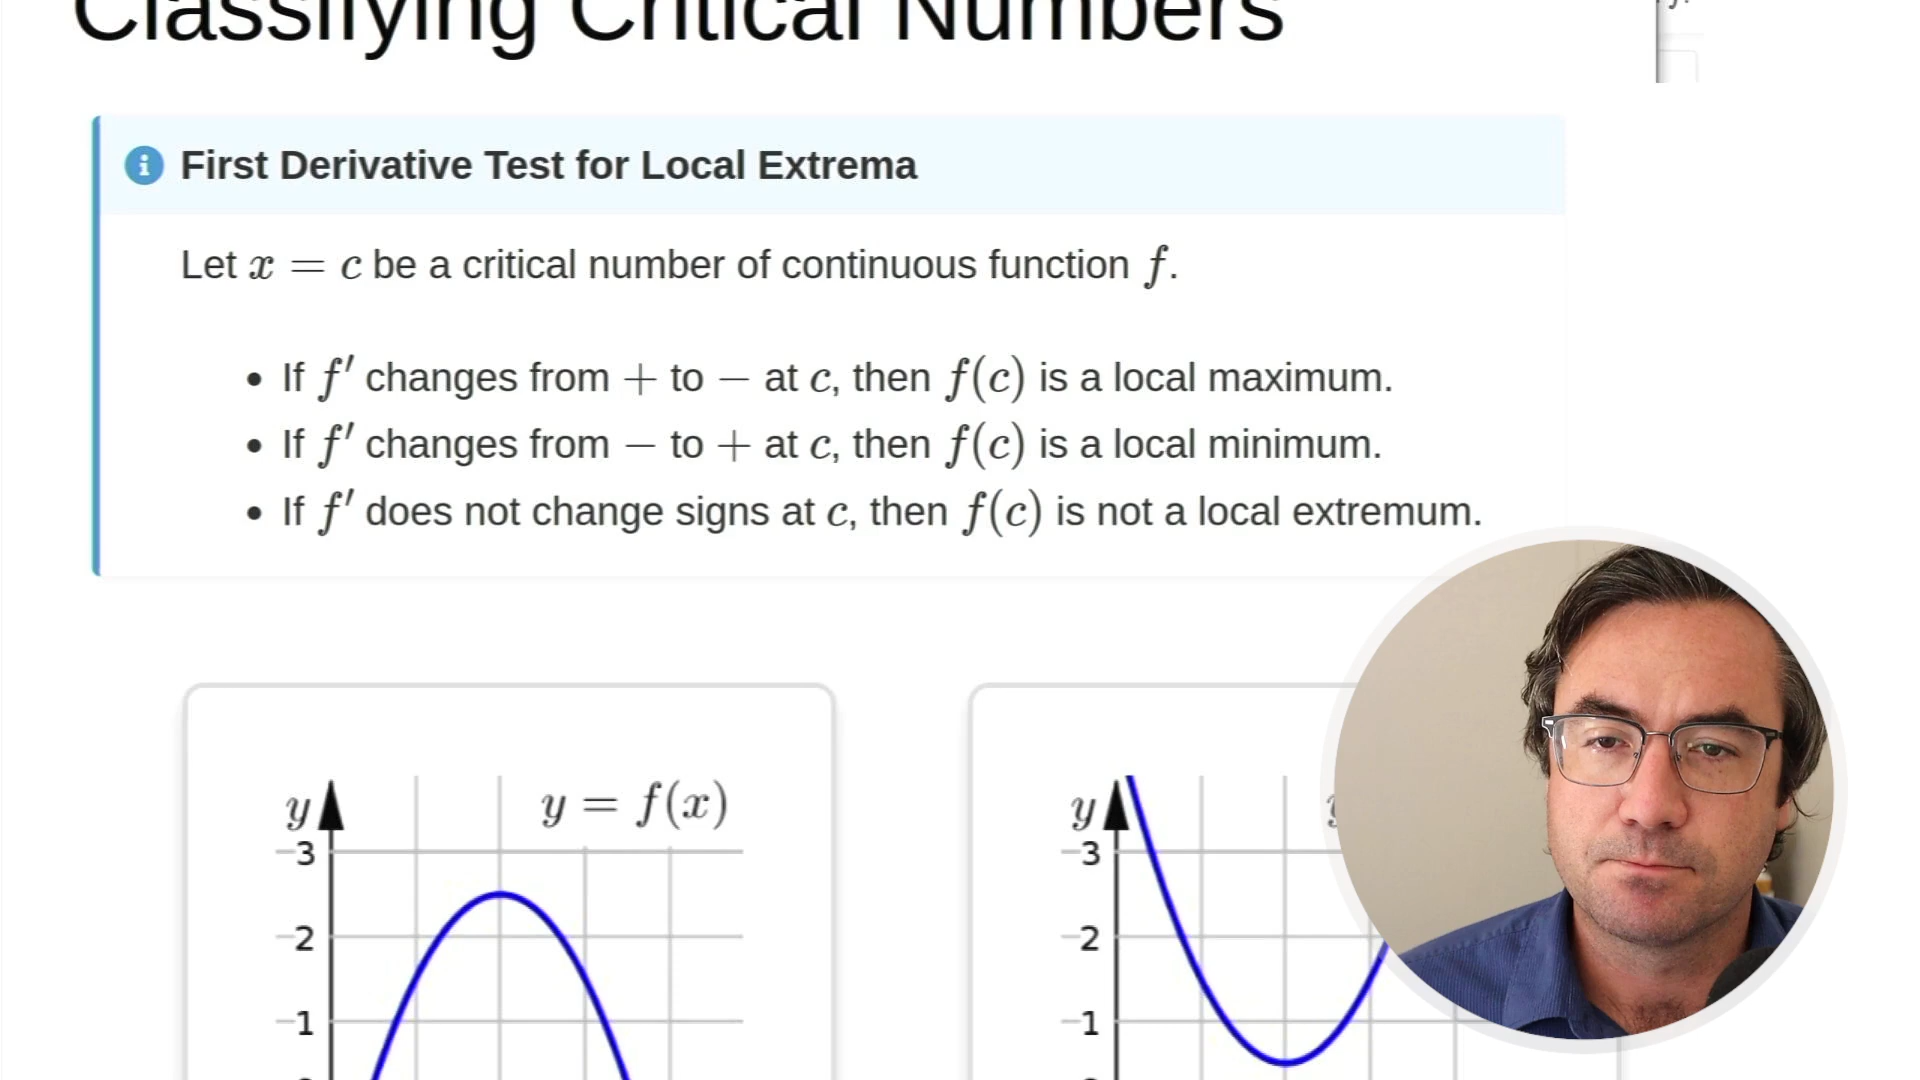 Classifying Critical Numbers
First Derivative Test for Local Extrema
Let x = c be a critical number of continuous function f.
• If f′ changes from + to − at c, then f(c) is a local maximum.
• If f′ changes from − to + at c, then f(c) is a local minimum.
• If f′ does not change signs at c, then f(c) is not a local extremum.
y
y = f(x)
3
2
1
y
3
2
1